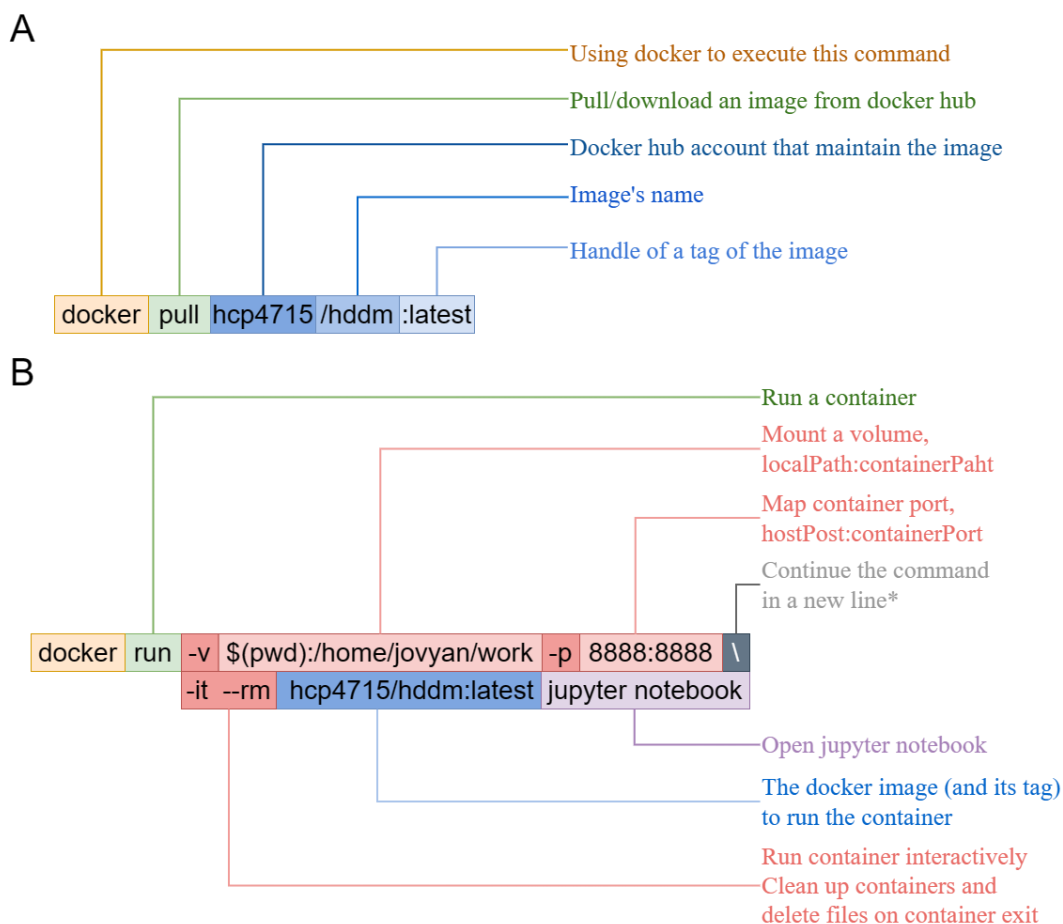 A
Using docker to execute this command
Pull/download an image from docker hub
Docker hub account that maintain the image
Image's name
Handle of a tag of the image
docker pull hcp4715 /hddm :latest
B
Run a container
Mount a volume,
localPath:containerPaht
Map container port,
hostPost:containerPort
Continue the command
in a new line*
docker run -v $(pwd):/home/jovyan/work -p 8888:8888 \
-it --rm hcp4715/hddm:latest jupyter notebook
Open jupyter notebook
The docker image (and its tag)
to run the container
Run container interactively
Clean up containers and
delete files on container exit